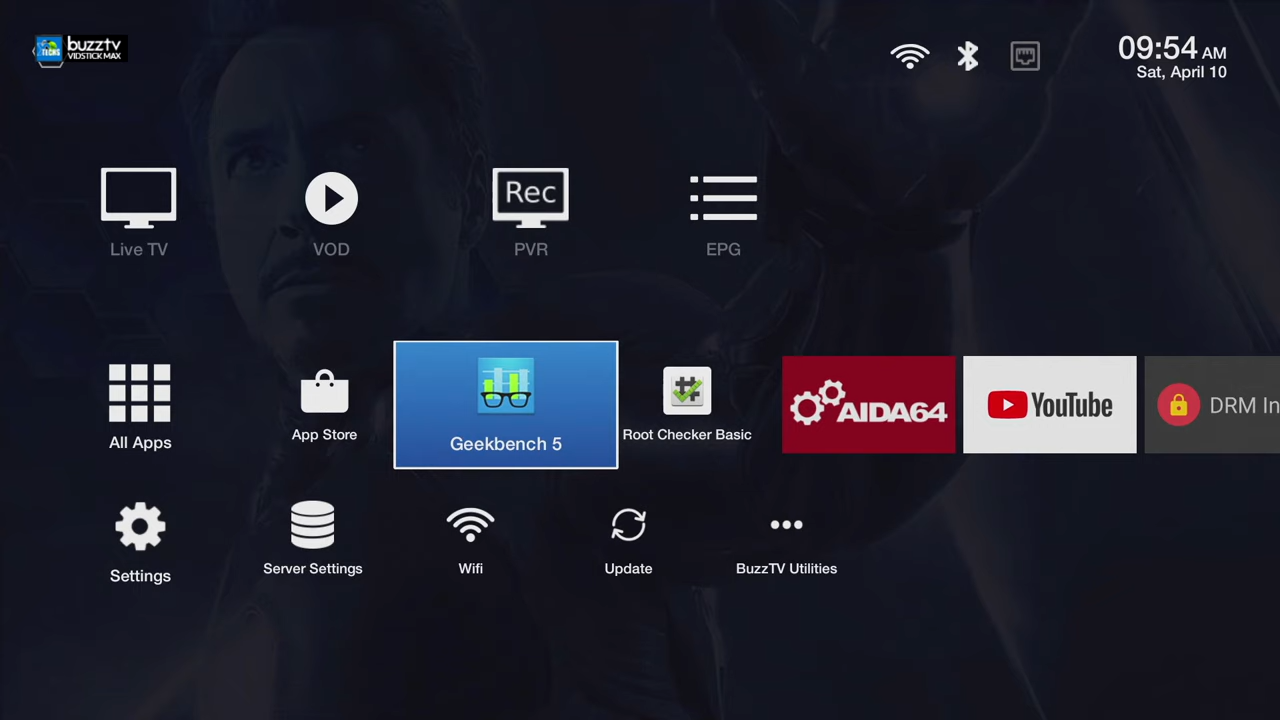 TECHS
buzztv
VIDSTICK MAX
09:54 AM
Sat, April 10
Live TV
VOD
Rec
PVR
EPG
All Apps
App Store
Geekbench 5
Root Checker Basic
AIDA64
YouTube
DRM In
Settings
Server Settings
Wifi
Update
BuzzTV Utilities